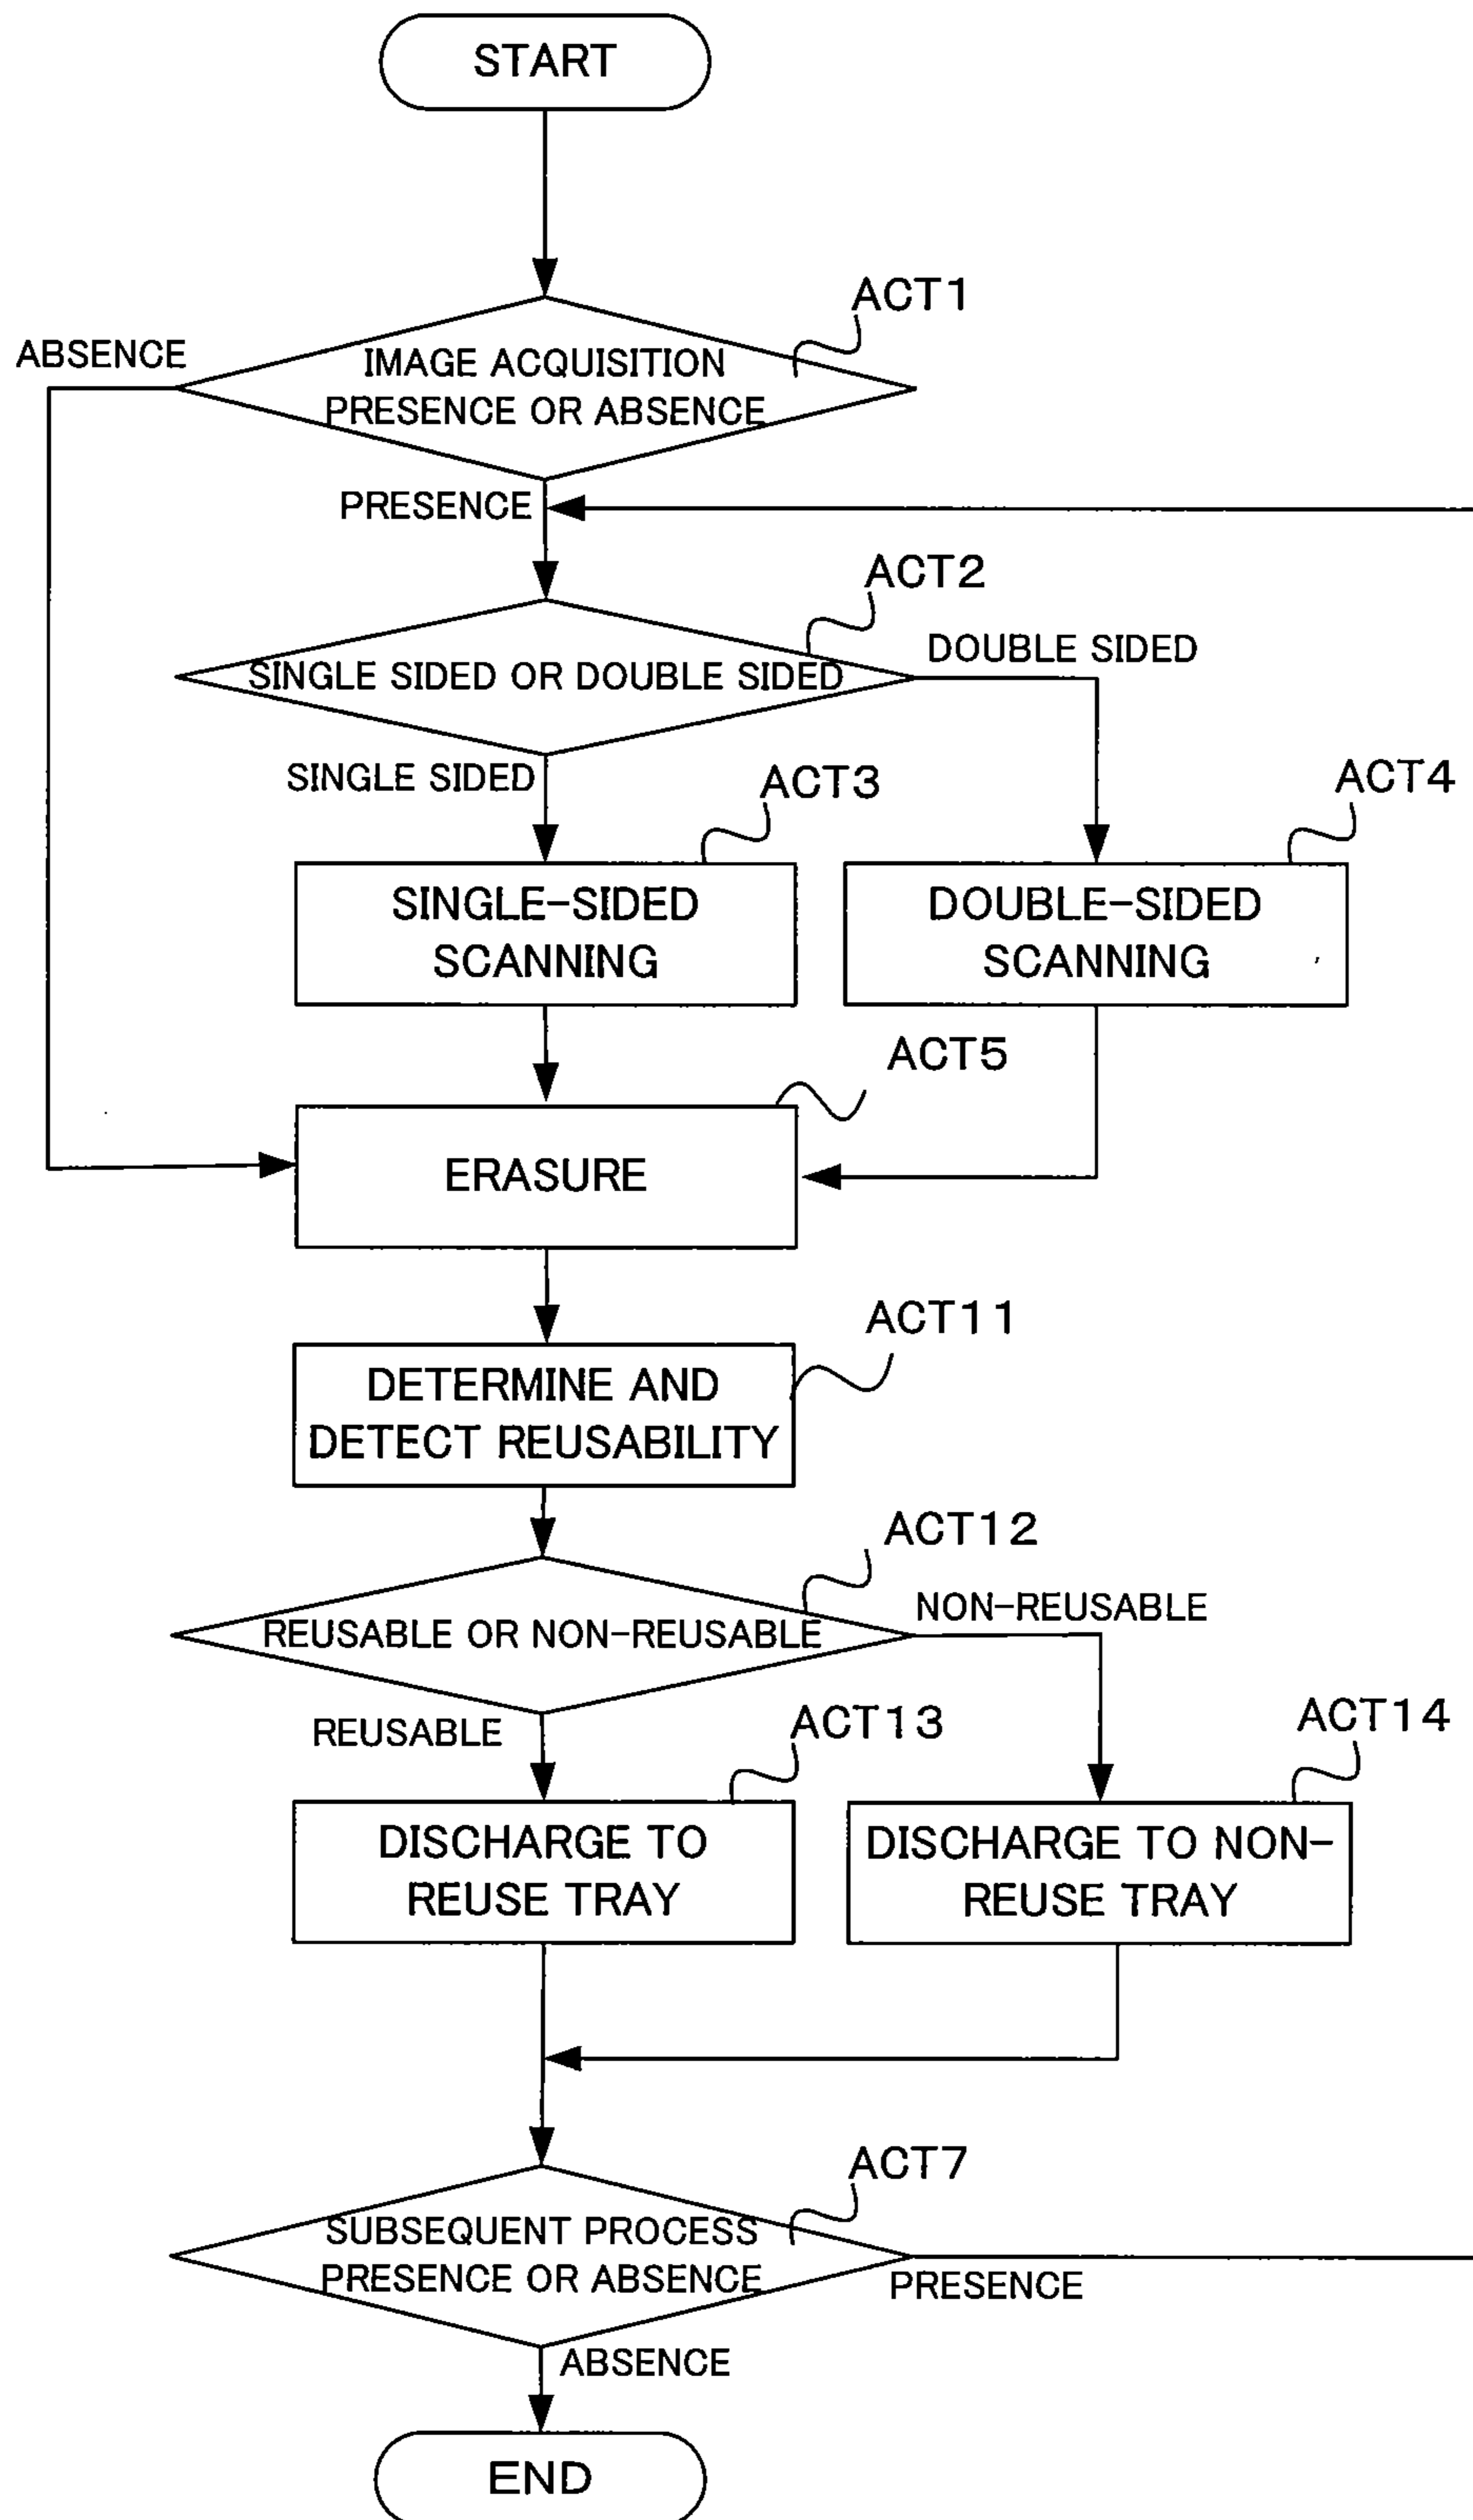 START
ACT1
ABSENCE
IMAGE ACQUISITION
PRESENCE OR ABSENCE
PRESENCE
ACT2
DOUBLE SIDED
SINGLE SIDED OR DOUBLE SIDED
SINGLE SIDED
ACT3
ACT4
SINGLE-SIDED
SCANNING
DOUBLE-SIDED
SCANNING
ACT5
ERASURE
ACT11
DETERMINE AND
DETECT REUSABILITY
ACT12
NON-REUSABLE
REUSABLE OR NON-REUSABLE
REUSABLE
ACT13
ACT14
DISCHARGE TO
REUSE TRAY
DISCHARGE TO NON-
REUSE TRAY
ACT7
SUBSEQUENT PROCESS
PRESENCE OR ABSENCE
PRESENCE
ABSENCE
END